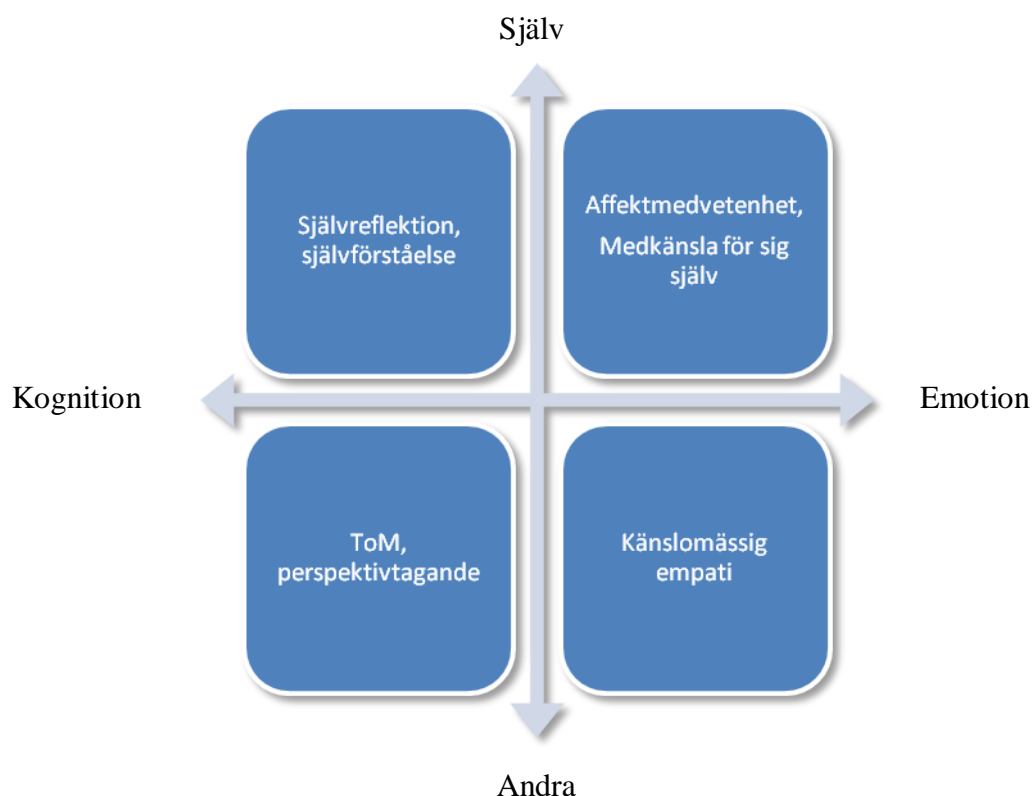 Själv
Självreflektion,
självförståelse
Affektmedvetenhet,
Medkänsla för sig
själv
Kognition
Emotion
ToM,
perspektivtagande
Känslomässig
empati
Andra